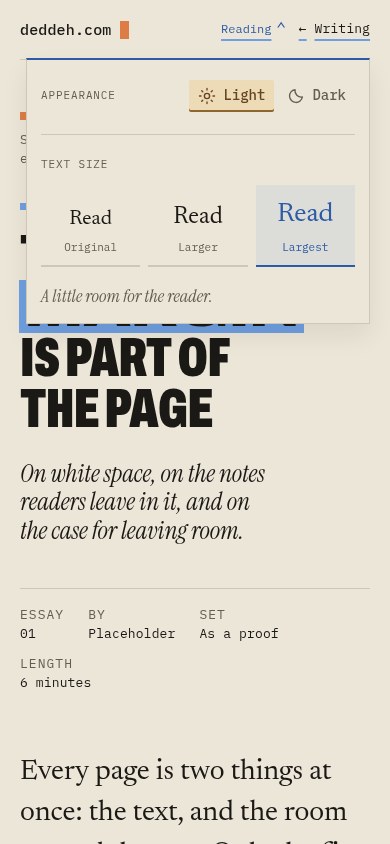 deddeh.com
Reading ^ ← Writing
APPEARANCE Light Dark
TEXT SIZE
Read Read Read
Original Larger Largest
A little room for the reader.
IS PART OF
THE PAGE
On white space, on the notes
readers leave in it, and on
the case for leaving room.
ESSAY BY SET
01 Placeholder As a proof
LENGTH
6 minutes
Every page is two things at
once: the text, and the room